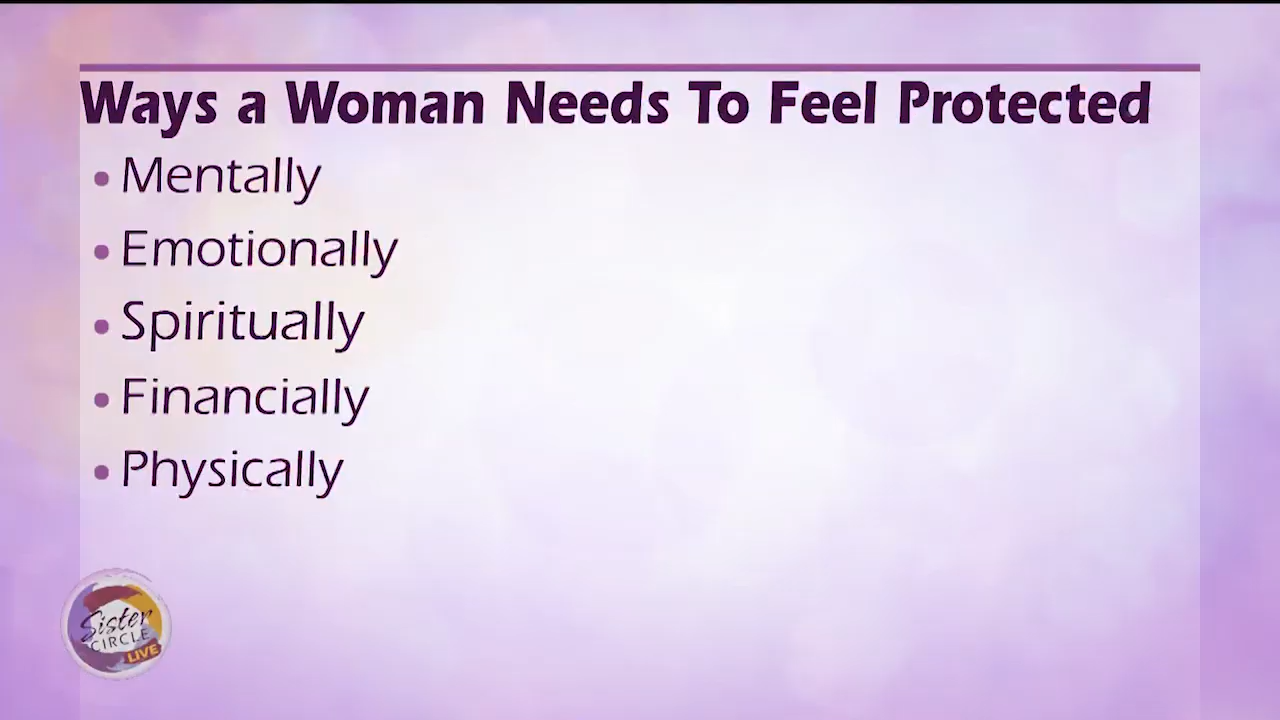 Ways a Woman Needs To Feel Protected
• Mentally
• Emotionally
• Spiritually
• Financially
• Physically
Sister
CIRCLE
LIVE